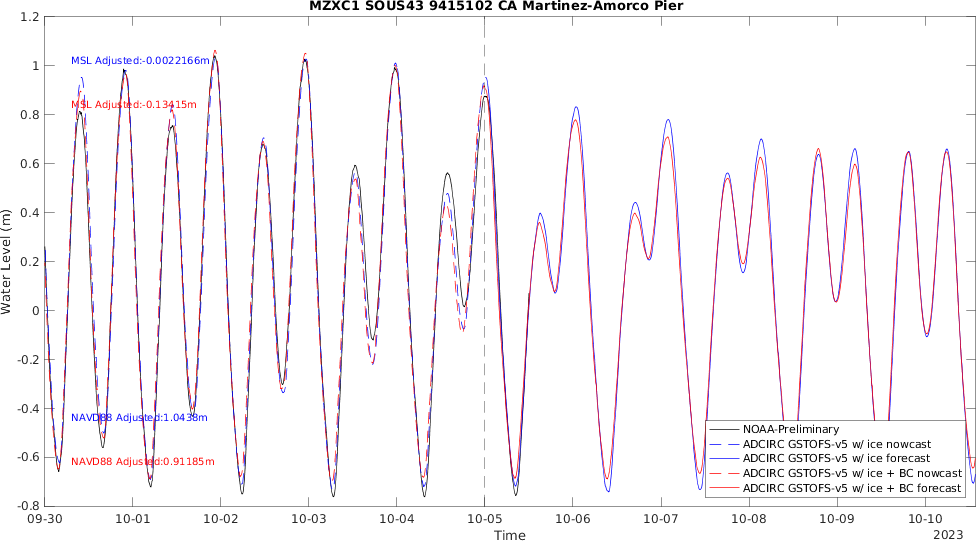 MZXC1 SOUS43 9415102 CA Martinez-Amorco Pier
1.2
1
0.8
0.6
0.4
0.2
0
-0.2
-0.4
-0.6
-0.8
Water Level (m)
MSL Adjusted:-0.0022166m
MSL Adjusted:-0.13415m
NAVD88 Adjusted:1.0438m
NAVD88 Adjusted:0.91185m
NOAA-Preliminary
ADCIRC GSTOFS-v5 w/ ice nowcast
ADCIRC GSTOFS-v5 w/ ice forecast
ADCIRC GSTOFS-v5 w/ ice + BC nowcast
ADCIRC GSTOFS-v5 w/ ice + BC forecast
09-30 10-01 10-02 10-03 10-04 10-05 10-06 10-07 10-08 10-09 10-10
Time
2023